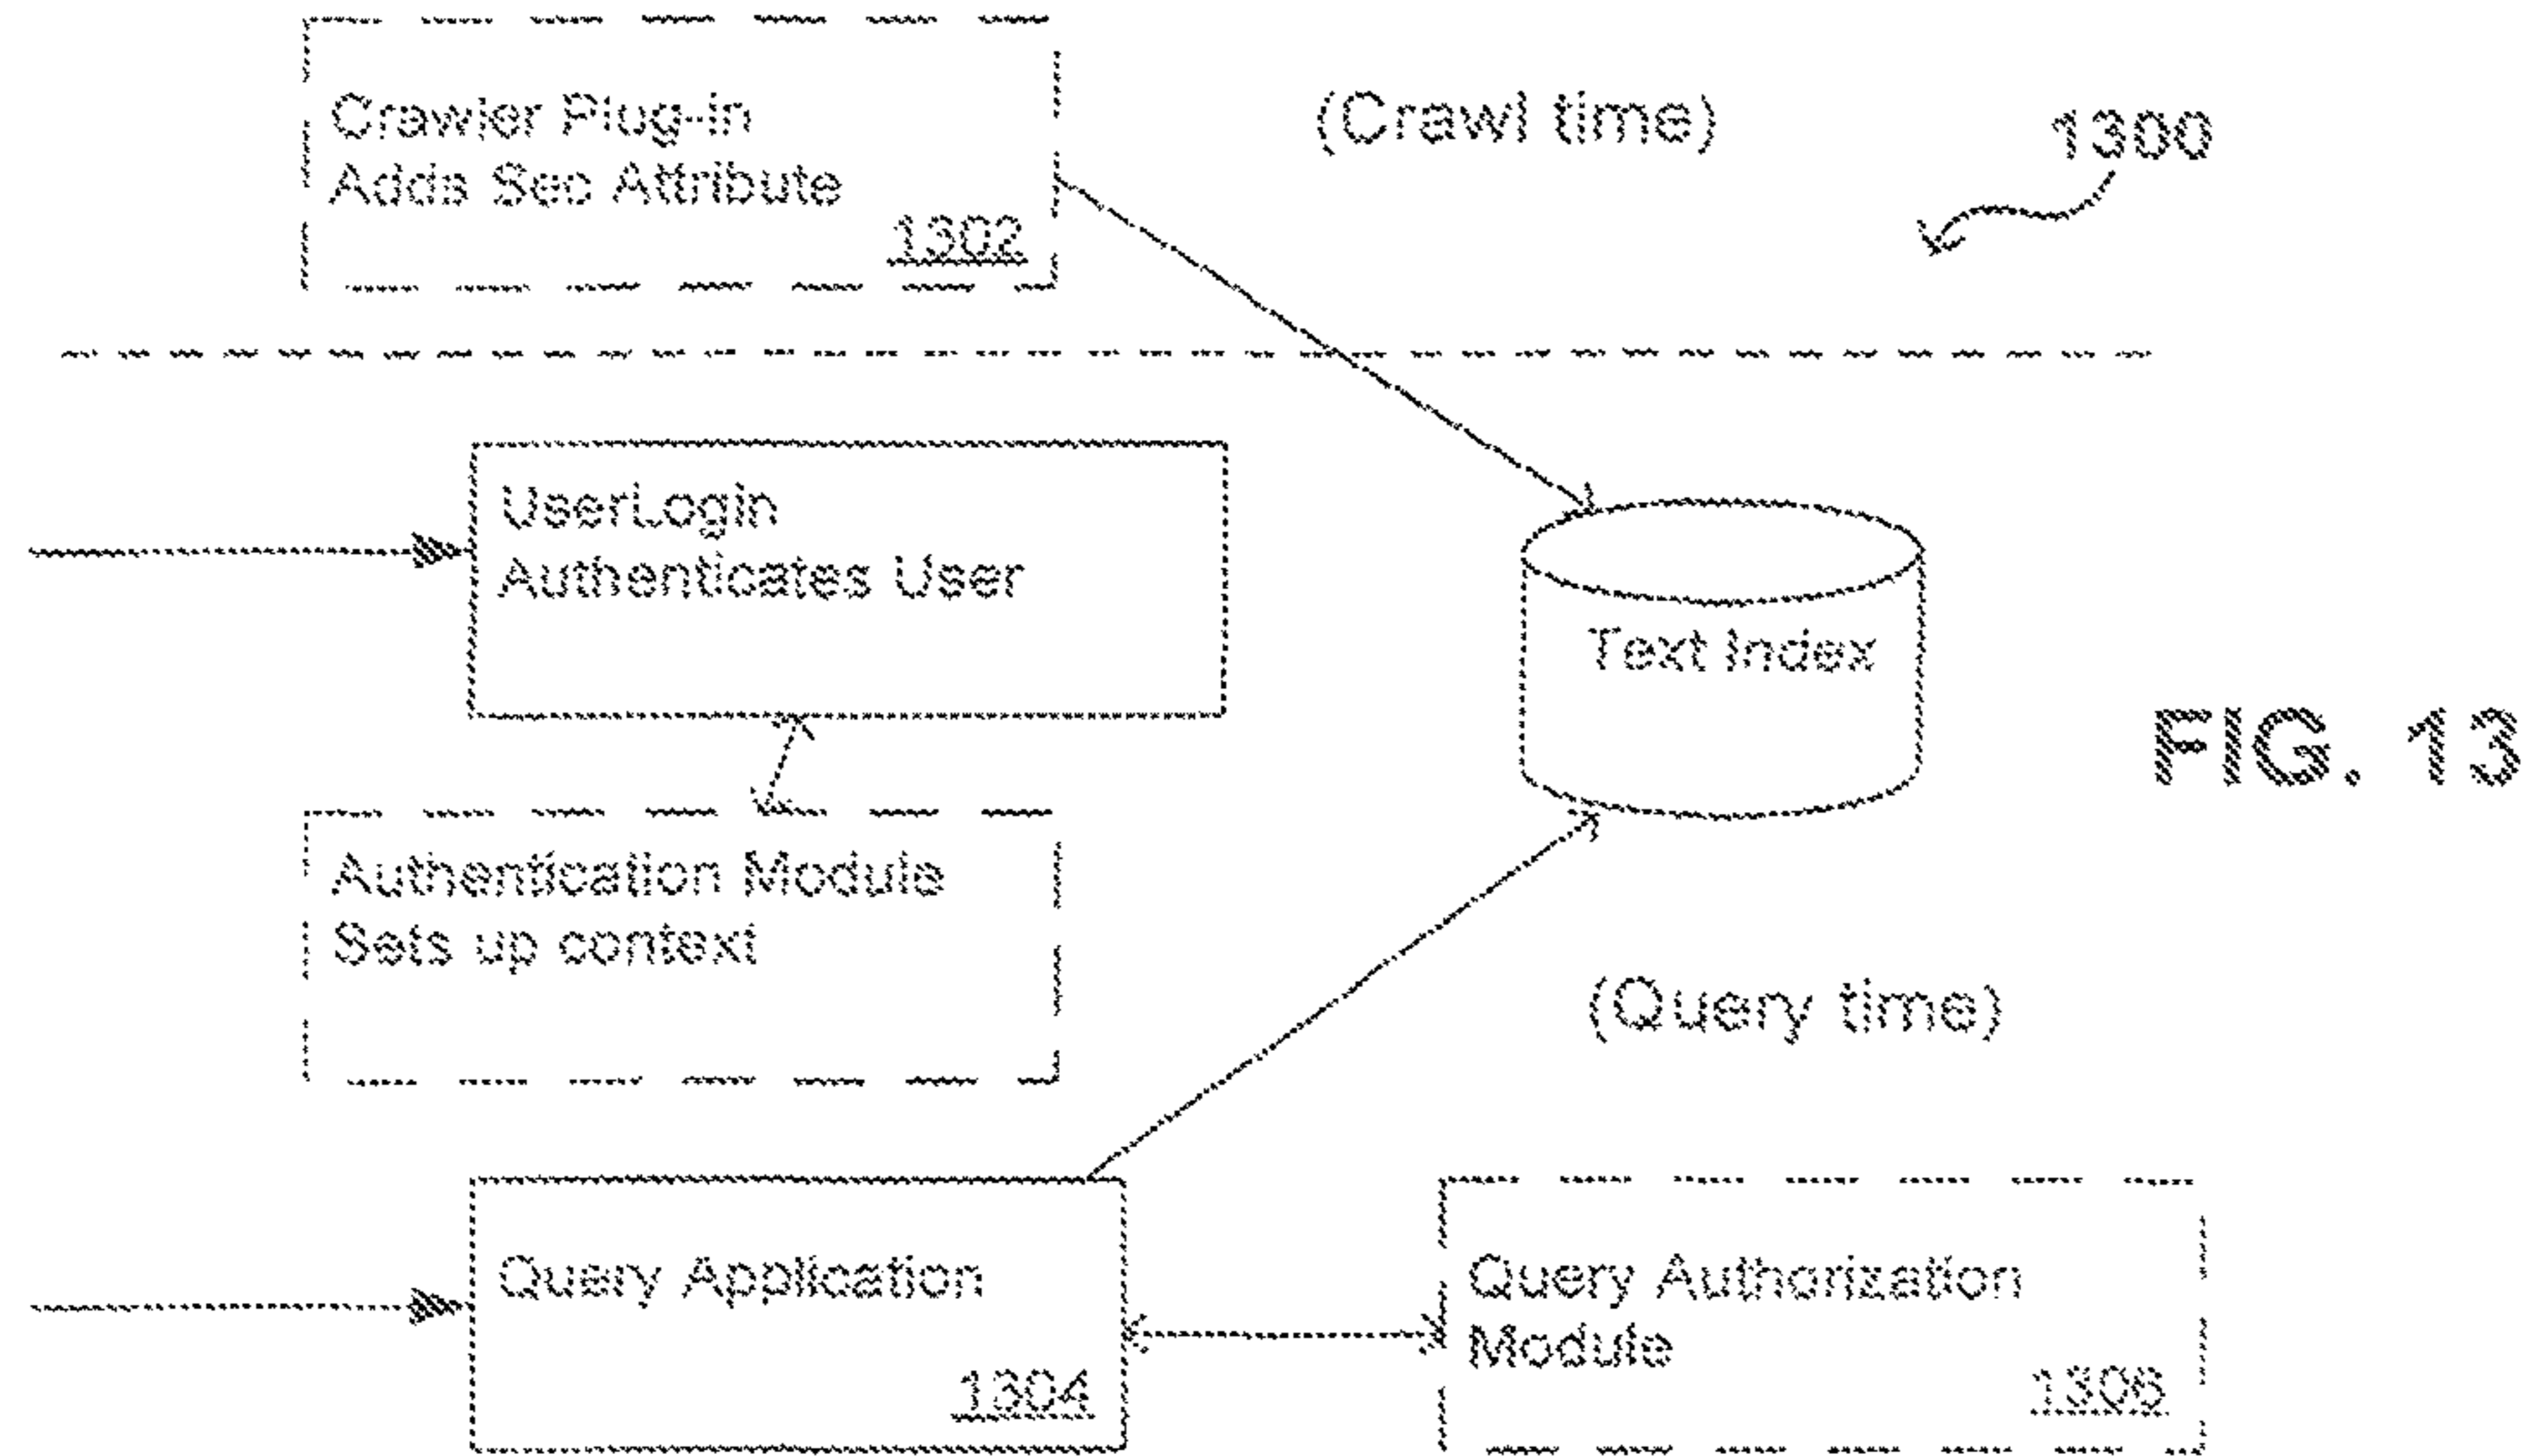 Crawler Plug-in
Adds Sec Attribute
1302
(Crawl time)
1300
UserLogin
Authenticates User
Text Index
FIG. 13
Authentication Module
Sets up context
(Query time)
Query Application
1304
Query Authorization
Module
1306